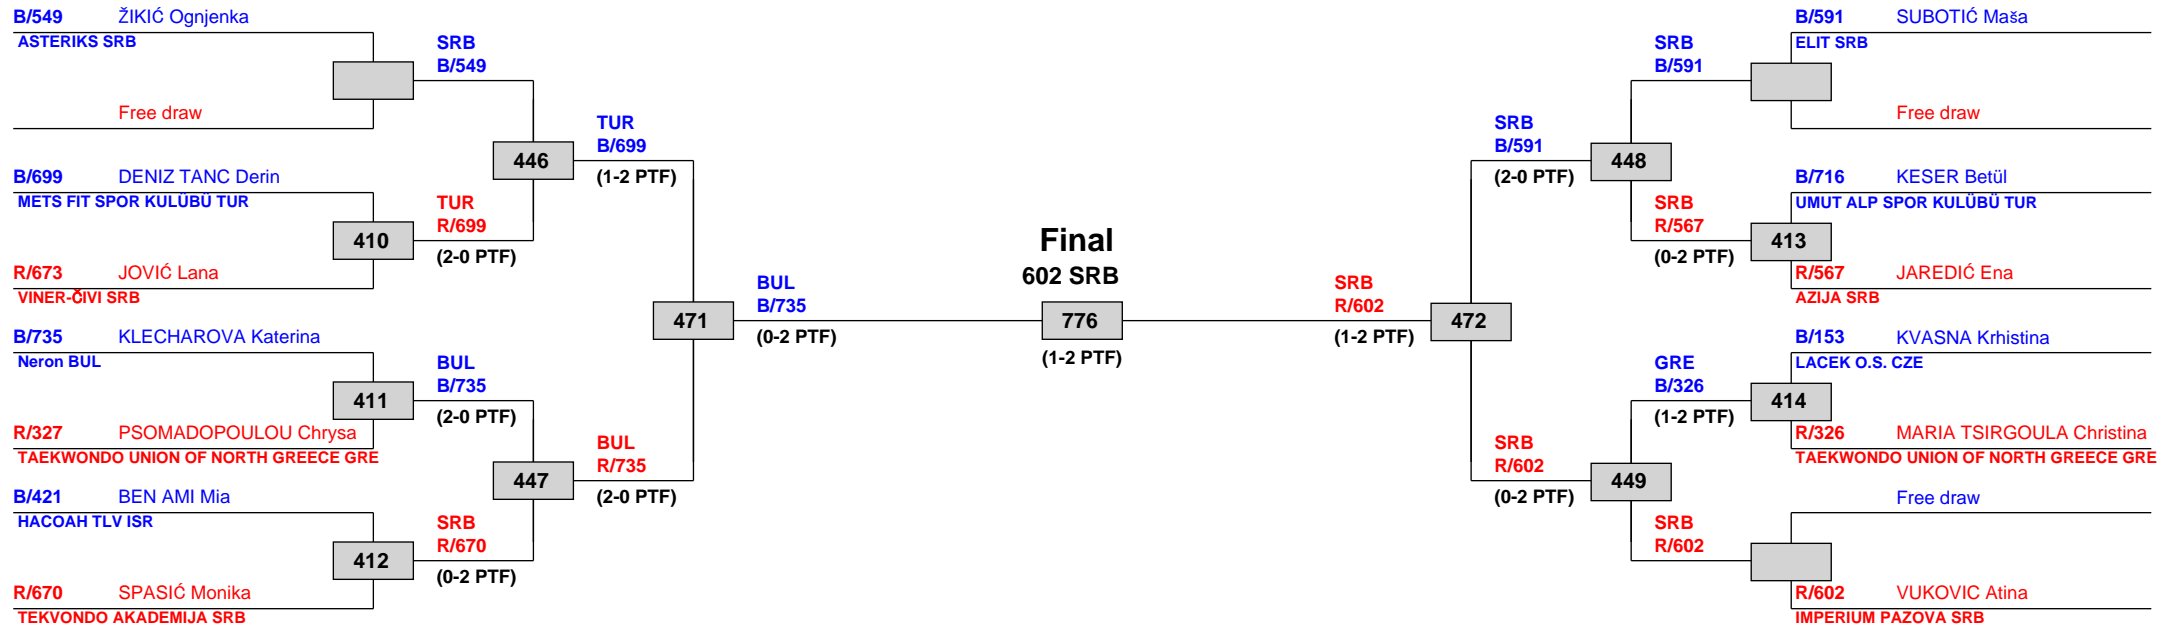 B/549 ŽIKIĆ Ognjenka
ASTERIKS SRB
Free draw
B/699 DENIZ TANC Derin
METS FIT SPOR KULÜBÜ TUR
R/673 JOVIĆ Lana
VINER-ČIVI SRB
B/735 KLECHAROVA Katerina
Neron BUL
R/327 PSOMADOPOULOU Chrysa
TAEKWONDO UNION OF NORTH GREECE GRE
B/421 BEN AMI Mia
HACOAH TLV ISR
R/670 SPASIĆ Monika
TEKVONDO AKADEMIJA SRB
410
411
412
SRB
B/549
TUR
R/699
(2-0 PTF)
BUL
B/735
(2-0 PTF)
SRB
R/670
(0-2 PTF)
446
447
TUR
B/699
(1-2 PTF)
BUL
R/735
(2-0 PTF)
471
BUL
B/735
(0-2 PTF)
Final
602 SRB
776
(1-2 PTF)
SRB
R/602
(1-2 PTF)
472
SRB
B/591
(2-0 PTF)
SRB
R/602
(0-2 PTF)
448
449
SRB
B/591
SRB
R/567
(0-2 PTF)
GRE
B/326
(1-2 PTF)
SRB
R/602
413
414
B/591 SUBOTIĆ Maša
ELIT SRB
Free draw
B/716 KESER Betül
UMUT ALP SPOR KULÜBÜ TUR
R/567 JAREDIĆ Ena
AZIJA SRB
B/153 KVASNA Krhistina
LACEK O.S. CZE
R/326 MARIA TSIRGOULA Christina
TAEKWONDO UNION OF NORTH GREECE GRE
Free draw
R/602 VUKOVIC Atina
IMPERIUM PAZOVA SRB